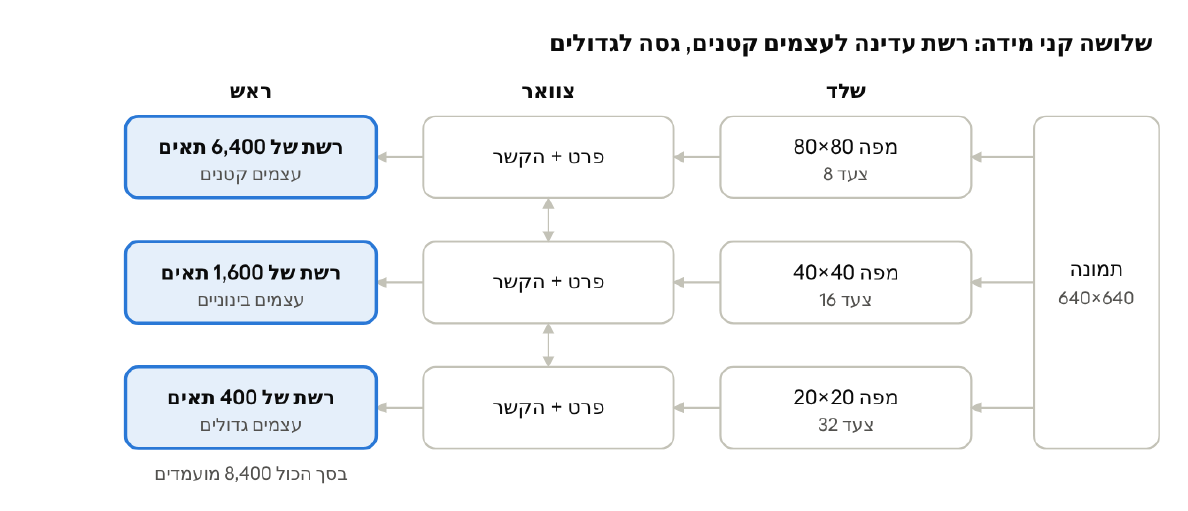 שלושה קני מידה: רשת עדינה לעצמים קטנים, גסה לגדולים
שלד
צוואר
ראש
תמונה
640×640
מפה 80×80
צעד 8
פרט + הקשר
רשת של 6,400 תאים
עצמים קטנים
מפה 40×40
צעד 16
פרט + הקשר
רשת של 1,600 תאים
עצמים בינוניים
מפה 20×20
צעד 32
פרט + הקשר
רשת של 400 תאים
עצמים גדולים
בסך הכול 8,400 מועמדים